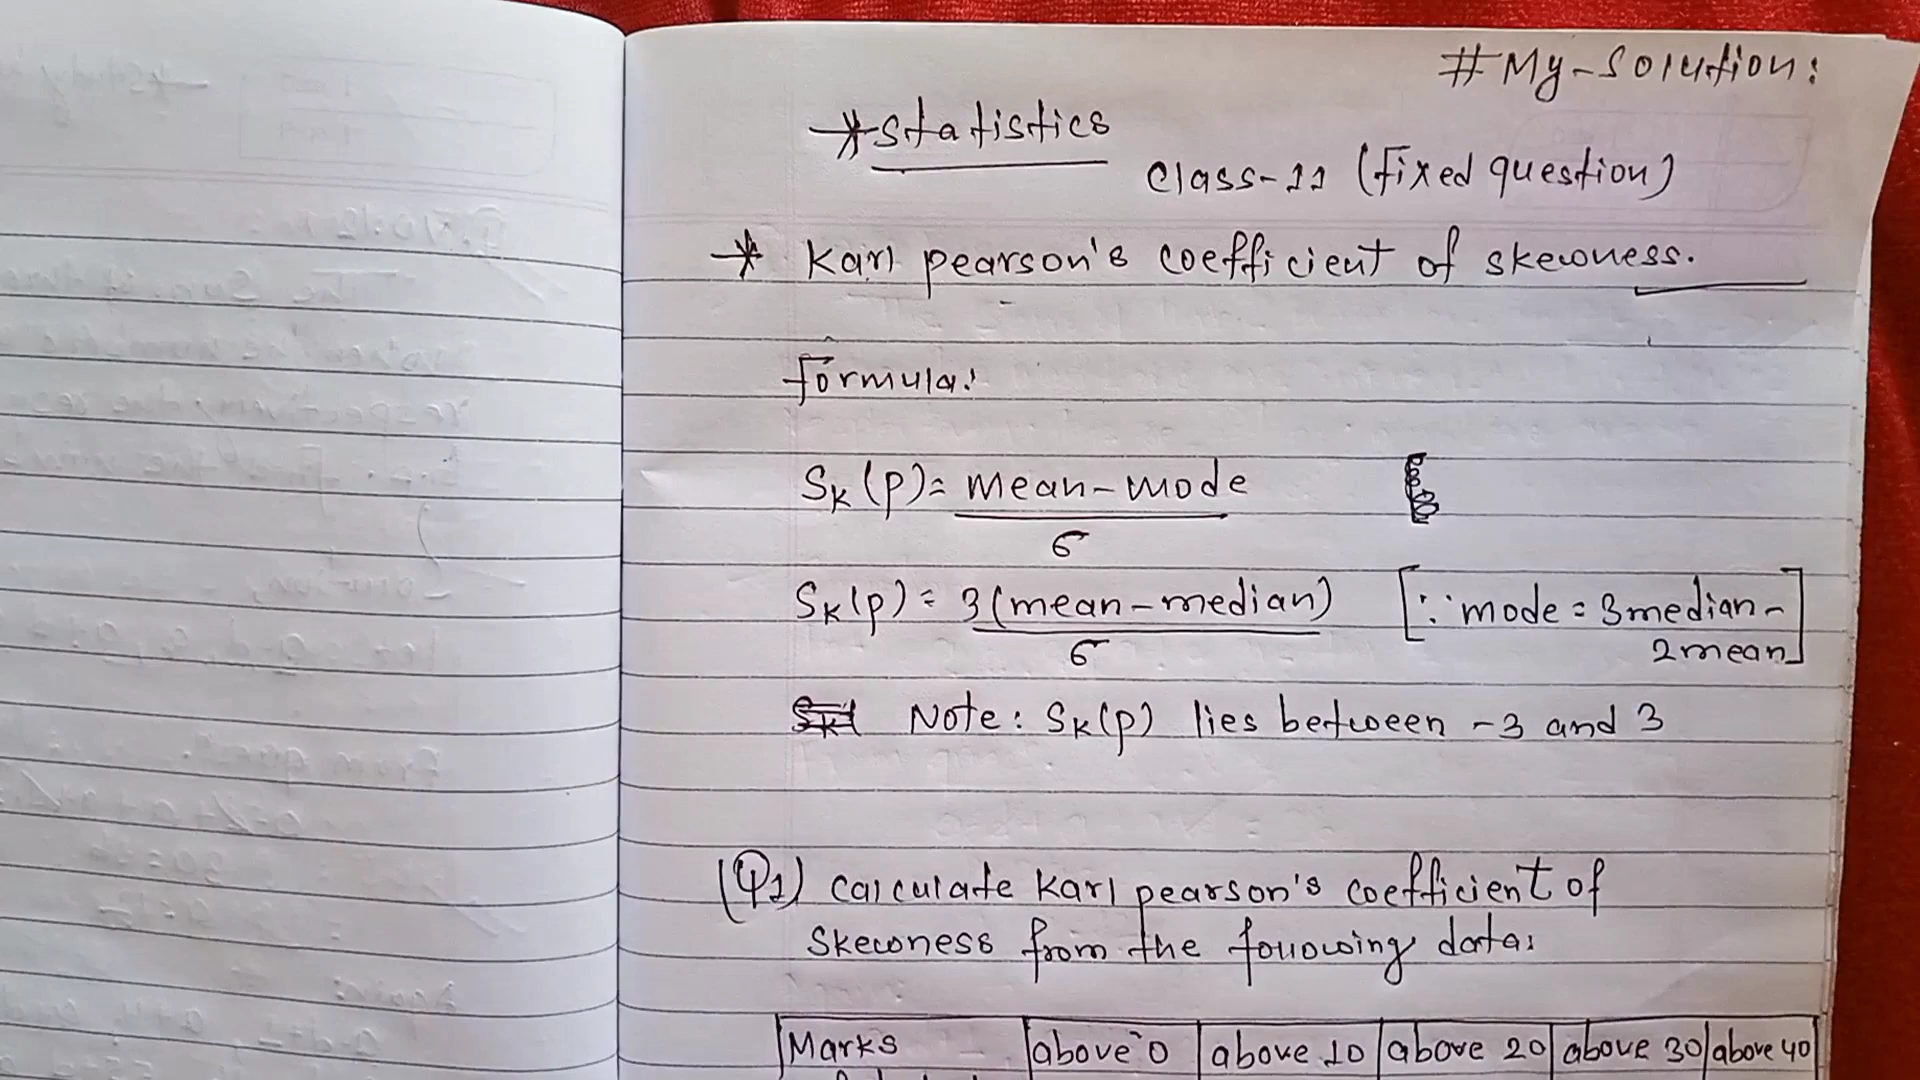 #My-Solution:
*Statistics
Class-11 (Fixed question)
* Karl pearson's coefficient of skewness.
Formula:
Sk(p)= mean-mode
σ
Sk(p) = 3(mean-median) [∵ mode = 3median-
σ 2mean]
Note: Sk(p) lies between -3 and 3
(Q1) calculate Karl pearson's coefficient of
skewness from the following data:
Marks above 0 above 10 above 20 above 30 above 40